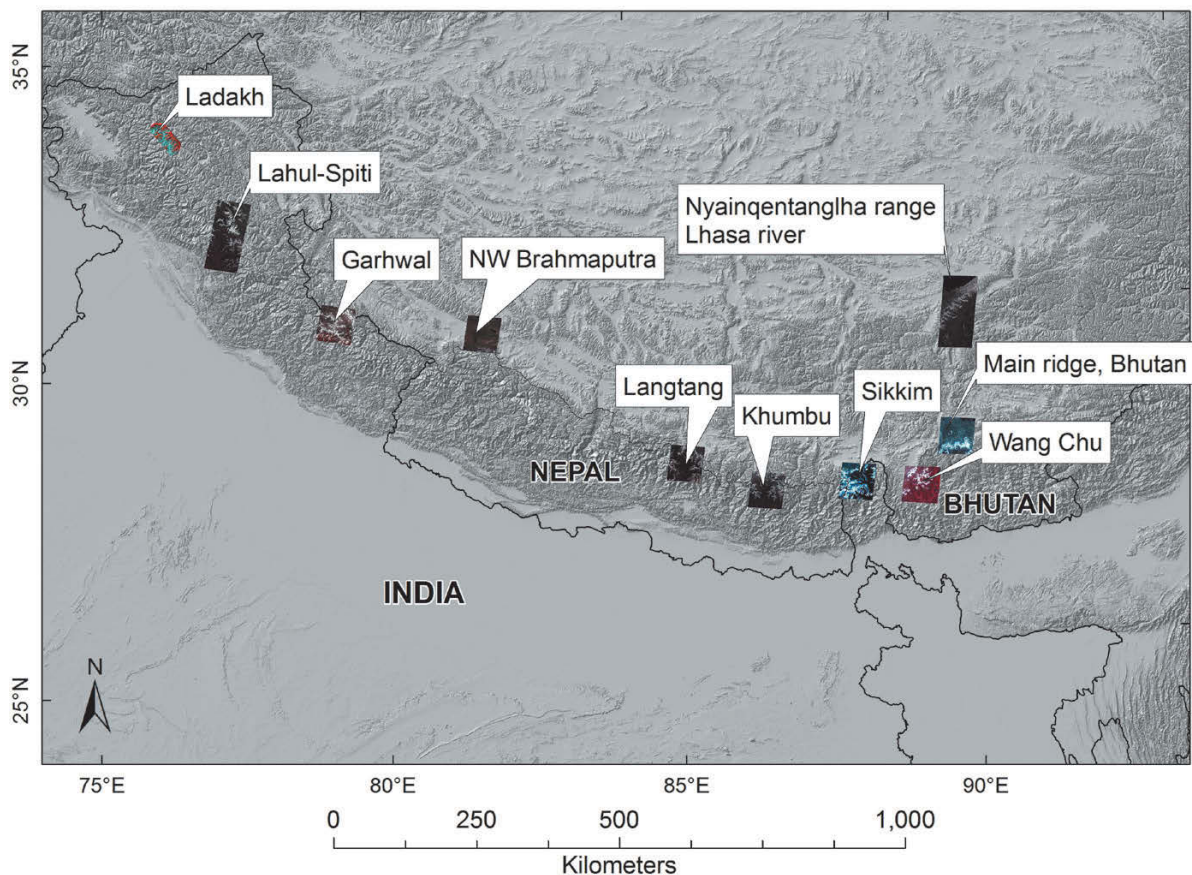 35°N
30°N
25°N
Ladakh
Lahul-Spiti
Garhwal
NW Brahmaputra
Nyainqentanglha range
Lhasa river
Main ridge, Bhutan
Langtang
Khumbu
Sikkim
Wang Chu
NEPAL
BHUTAN
INDIA
N
75°E
80°E
85°E
90°E
0
250
500
1,000
Kilometers